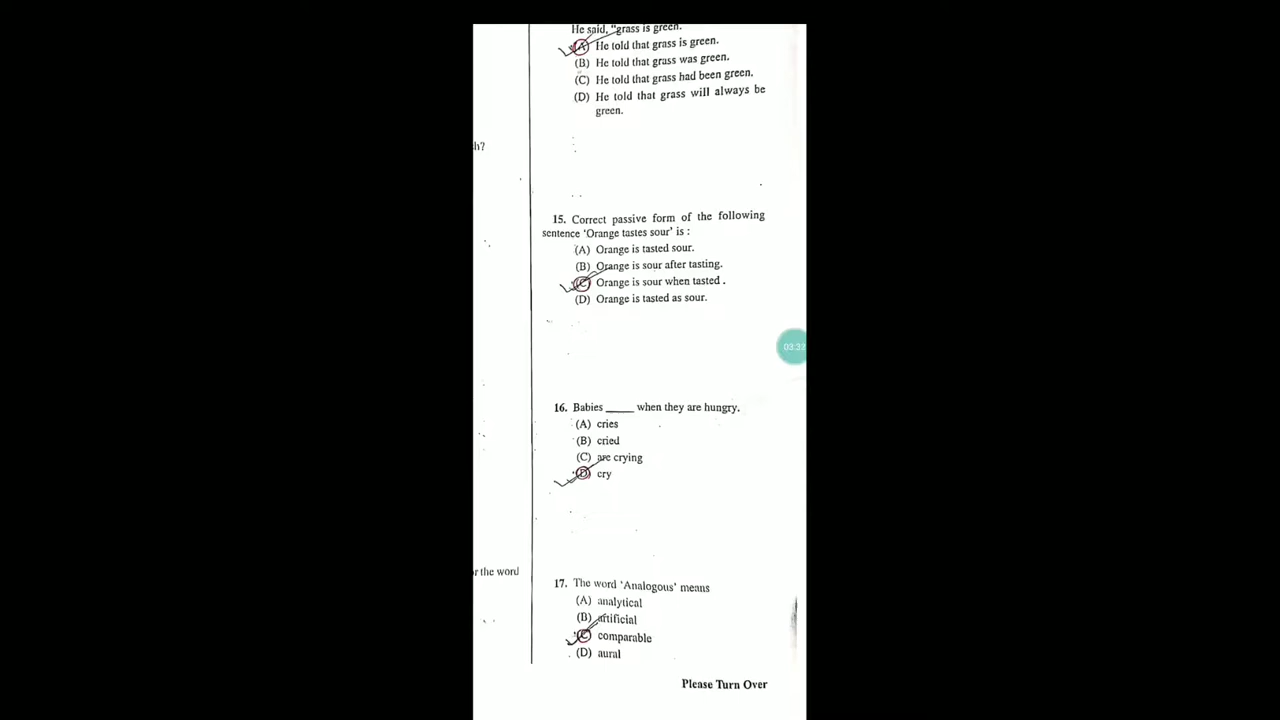 He said, "grass is green.
(A) He told that grass is green.
(B) He told that grass was green.
(C) He told that grass had been green.
(D) He told that grass will always be
green.
h?
15. Correct passive form of the following
sentence 'Orange tastes sour' is :
(A) Orange is tasted sour.
(B) Orange is sour after tasting.
(C) Orange is sour when tasted .
(D) Orange is tasted as sour.
03:33
16. Babies _____ when they are hungry.
(A) cries
(B) cried
(C) are crying
(D) cry
r the word
17. The word 'Analogous' means
(A) analytical
(B) artificial
(C) comparable
(D) aural
Please Turn Over